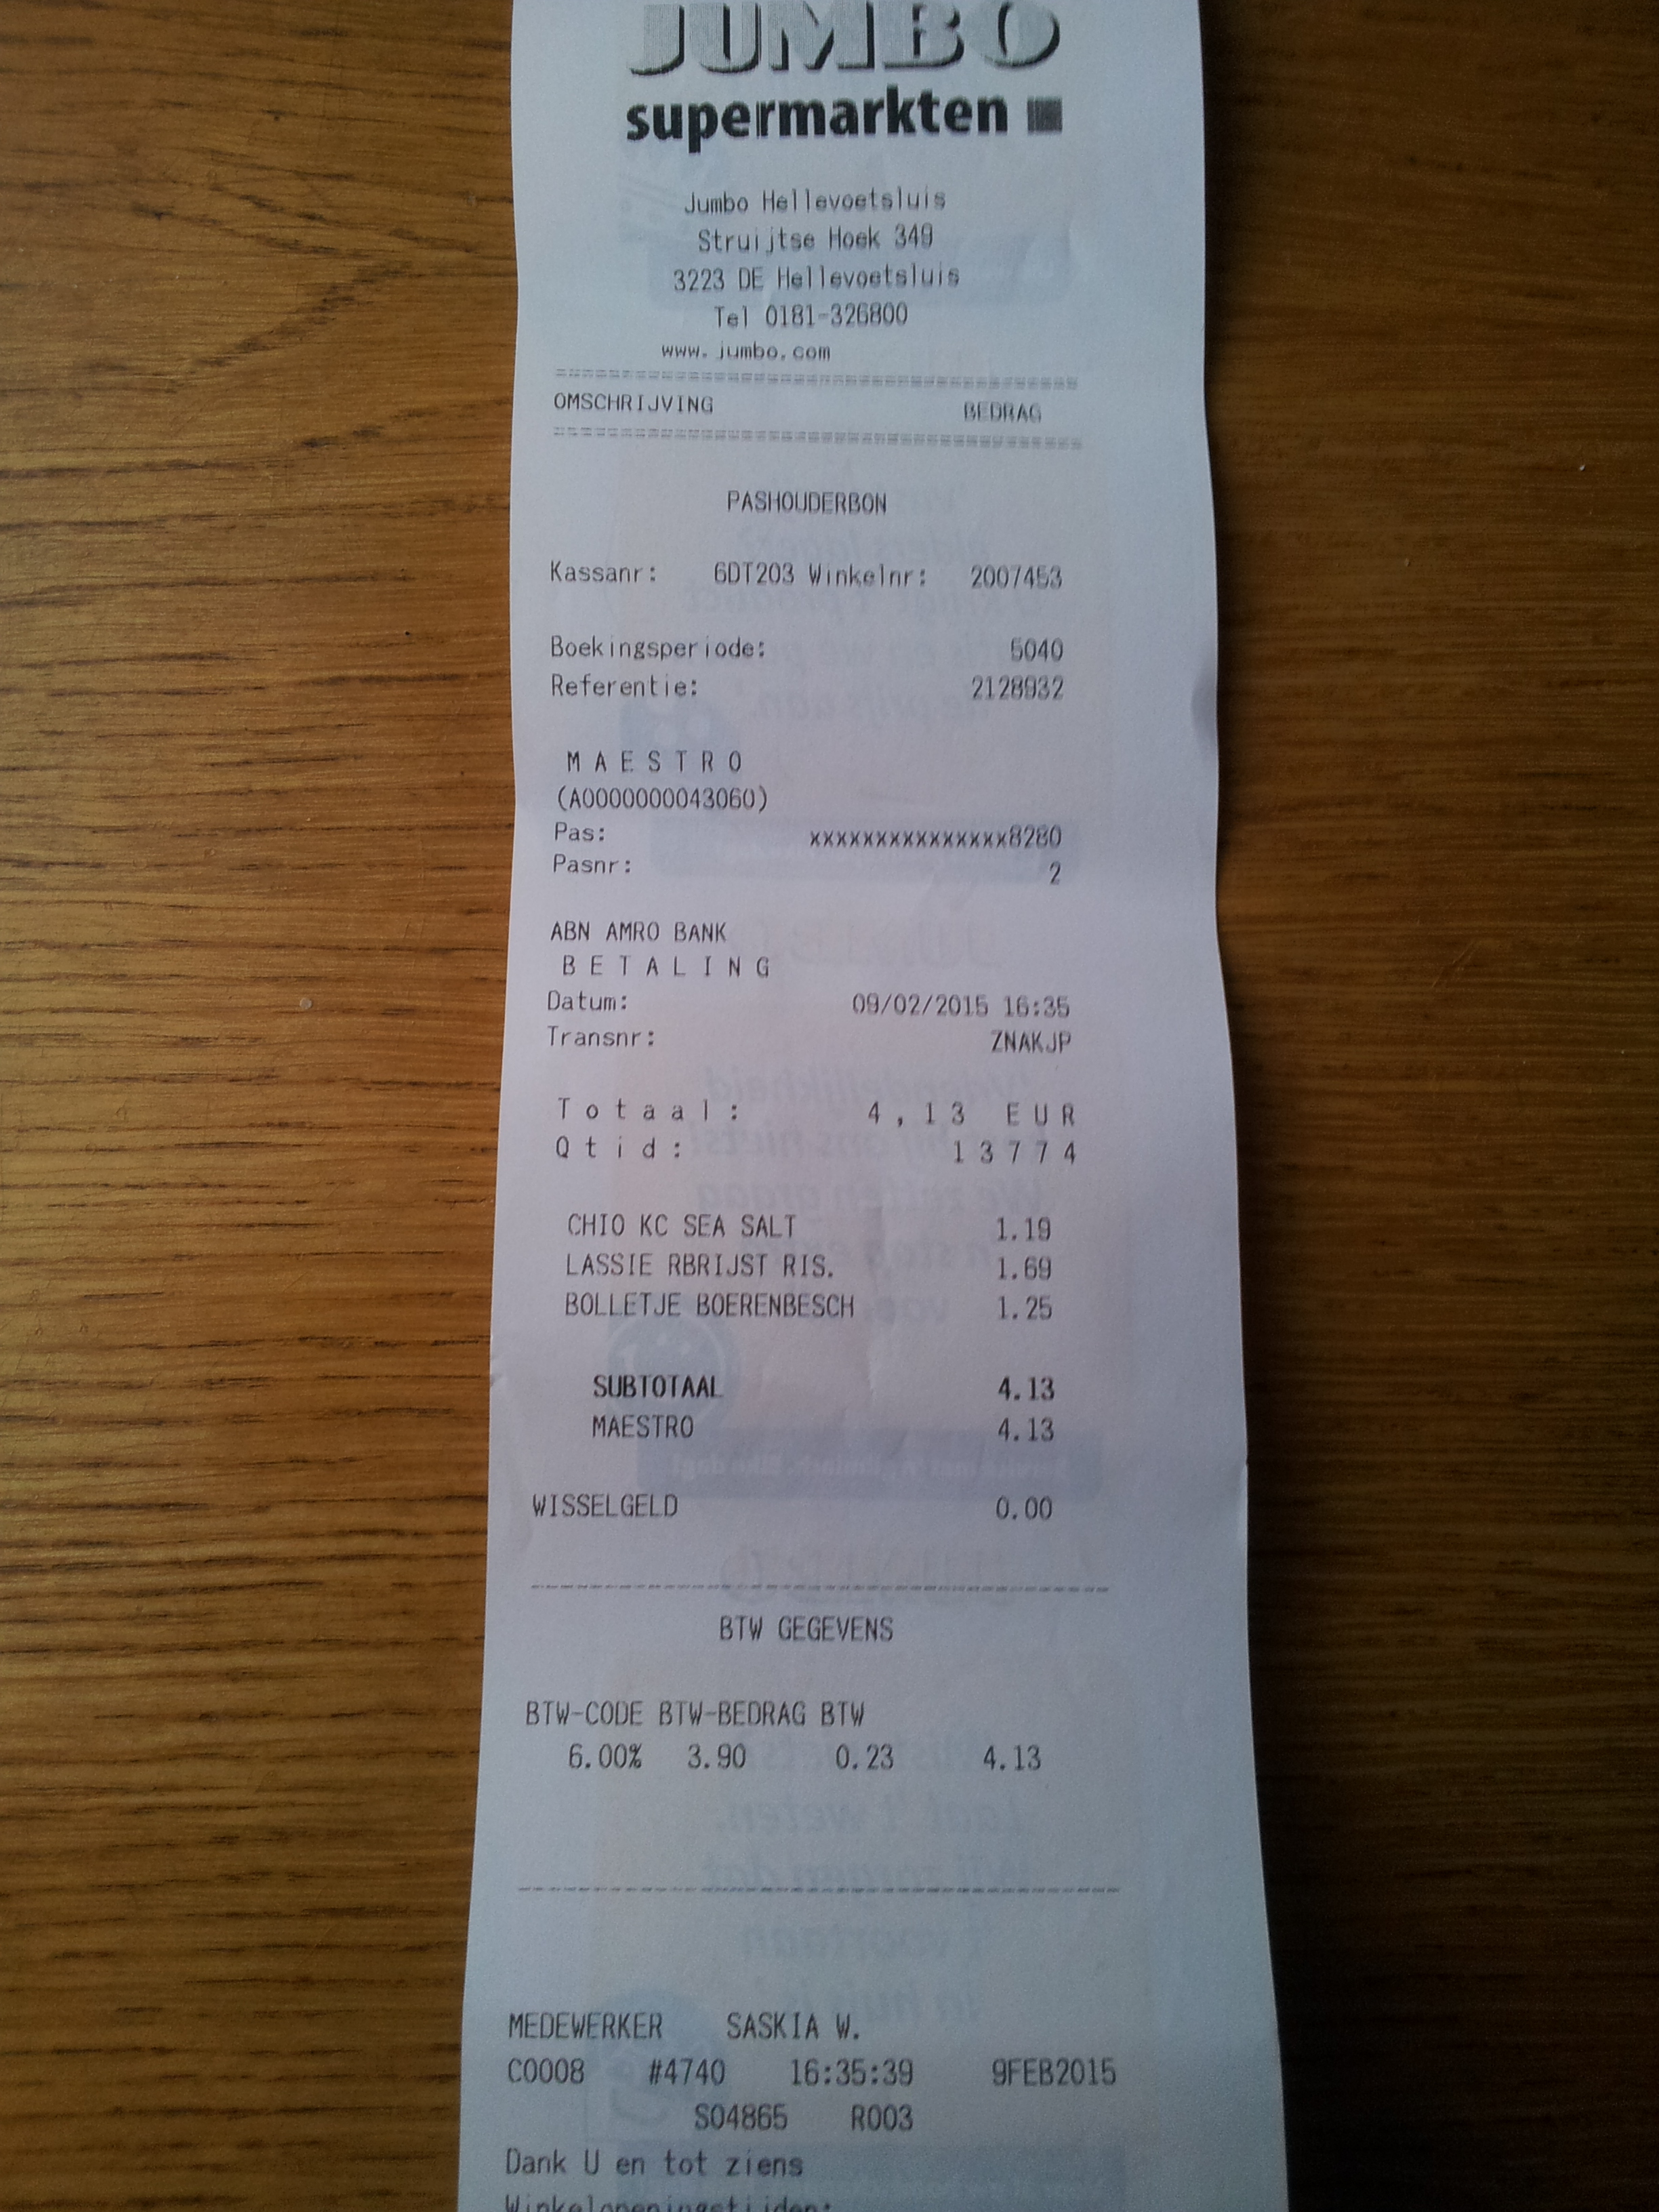 JUMBO
supermarkten
Jumbo Hellevoetsluis
Struijtse Hoek 349
3223 DE Hellevoetsluis
Tel 0181-326800
www.jumbo.com
OMSCHRIJVING BEDRAG
PASHOUDERBON
Kassanr: 6DT203 Winkelnr: 2007453
Boekingsperiode: 5040
Referentie: 2128932
M A E S T R O
(A0000000043060)
Pas: xxxxxxxxxxxxxxx8280
Pasnr: 2
ABN AMRO BANK
B E T A L I N G
Datum: 09/02/2015 16:35
Transnr: ZNAKJP
T o t a a l : 4 , 1 3 E U R
Q t i d : 1 3 7 7 4
CHIO KC SEA SALT 1.19
LASSIE RBRIJST RIS. 1.69
BOLLETJE BOERENBESCH 1.25
SUBTOTAAL 4.13
MAESTRO 4.13
WISSELGELD 0.00
BTW GEGEVENS
BTW-CODE BTW-BEDRAG BTW
6.00% 3.90 0.23 4.13
MEDEWERKER SASKIA W.
C0008 #4740 16:35:39 9FEB2015
S04865 R003
Dank U en tot ziens
Winkelopeningstijden: